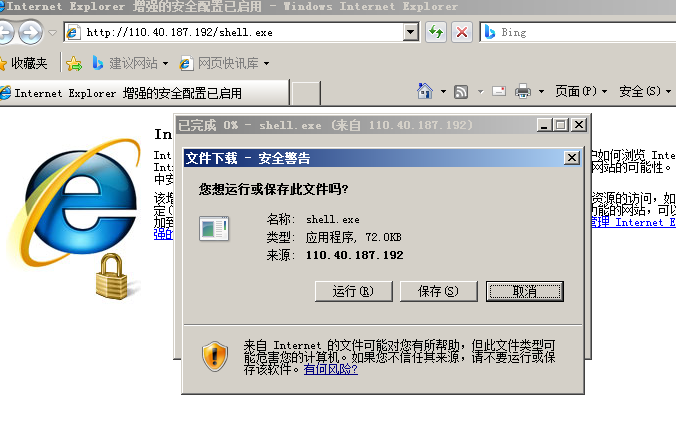 Internet Explorer 增强的安全配置已启用 - Windows Internet Explorer
http://110.40.187.192/shell.exe
Bing
收藏夹
建议网站
网页快讯库
Internet Explorer 增强的安全配置已启用
页面(P)
安全(S)
已完成 0% - shell.exe (来自 110.40.187.192)
文件下载 - 安全警告
您想运行或保存此文件吗?
名称: shell.exe
类型: 应用程序, 72.0KB
来源: 110.40.187.192
运行(R)
保存(S)
取消
来自 Internet 的文件可能对您有所帮助，但此文件类型可
能危害您的计算机。如果您不信任其来源，请不要运行或保
存该软件。有何风险?
In
Int
中如何浏览 Inte
Int
网站的可能性。
中安
该增
资源的访问，如
定(
功能的网站，可以
加到
管理 Internet E
强的